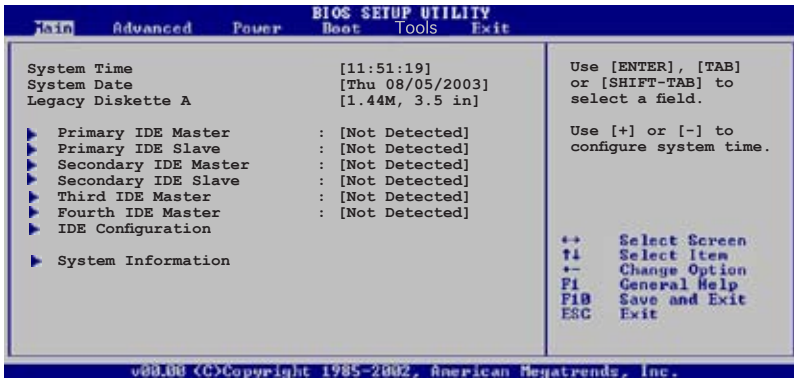 BIOS SETUP UTILITY
Main Advanced Power Boot Tools Exit
System Time [11:51:19]
System Date [Thu 08/05/2003]
Legacy Diskette A [1.44M, 3.5 in]
Primary IDE Master : [Not Detected]
Primary IDE Slave : [Not Detected]
Secondary IDE Master : [Not Detected]
Secondary IDE Slave : [Not Detected]
Third IDE Master : [Not Detected]
Fourth IDE Master : [Not Detected]
IDE Configuration
System Information
Use [ENTER], [TAB]
or [SHIFT-TAB] to
select a field.
Use [+] or [-] to
configure system time.
↔ Select Screen
↑↓ Select Item
+- Change Option
F1 General Help
F10 Save and Exit
ESC Exit
v00.00 (C)Copyright 1985-2002, American Megatrends, Inc.